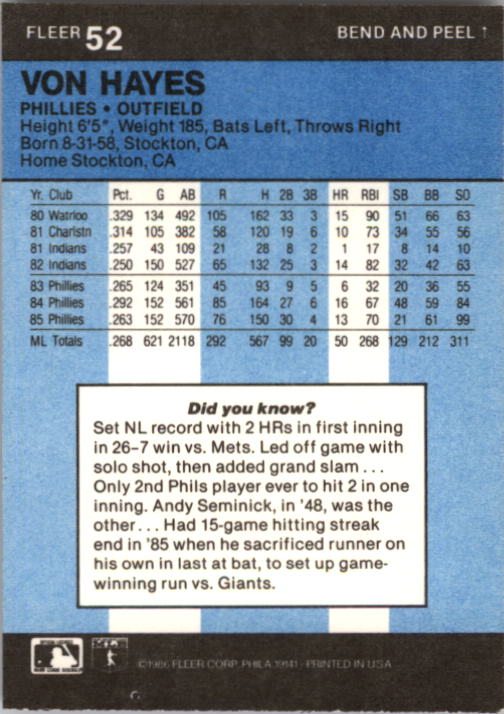 FLEER 52 BEND AND PEEL ↑
VON HAYES
PHILLIES • OUTFIELD
Height 6'5", Weight 185, Bats Left, Throws Right
Born 8-31-58, Stockton, CA
Home Stockton, CA
Yr. Club Pct. G AB R H 2B 3B HR RBI SB BB SO
80 Watrloo .329 134 492 105 162 33 3 15 90 51 66 63
81 Charlstn .314 105 382 58 120 19 6 10 73 34 55 56
81 Indians .257 43 109 21 28 8 2 1 17 8 14 10
82 Indians .250 150 527 65 132 25 3 14 82 32 42 63
83 Phillies .265 124 351 45 93 9 5 6 32 20 36 55
84 Phillies .292 152 561 85 164 27 6 16 67 48 59 84
85 Phillies .263 152 570 76 150 30 4 13 70 21 61 99
ML Totals .268 621 2118 292 567 99 20 50 268 129 212 311
Did you know?
Set NL record with 2 HRs in first inning
in 26-7 win vs. Mets. Led off game with
solo shot, then added grand slam ...
Only 2nd Phils player ever to hit 2 in one
inning. Andy Seminick, in '48, was the
other ... Had 15-game hitting streak
end in '85 when he sacrificed runner on
his own in last at bat, to set up game-
winning run vs. Giants.
©1986 FLEER CORP. PHILA 19141 - PRINTED IN U.S.A.